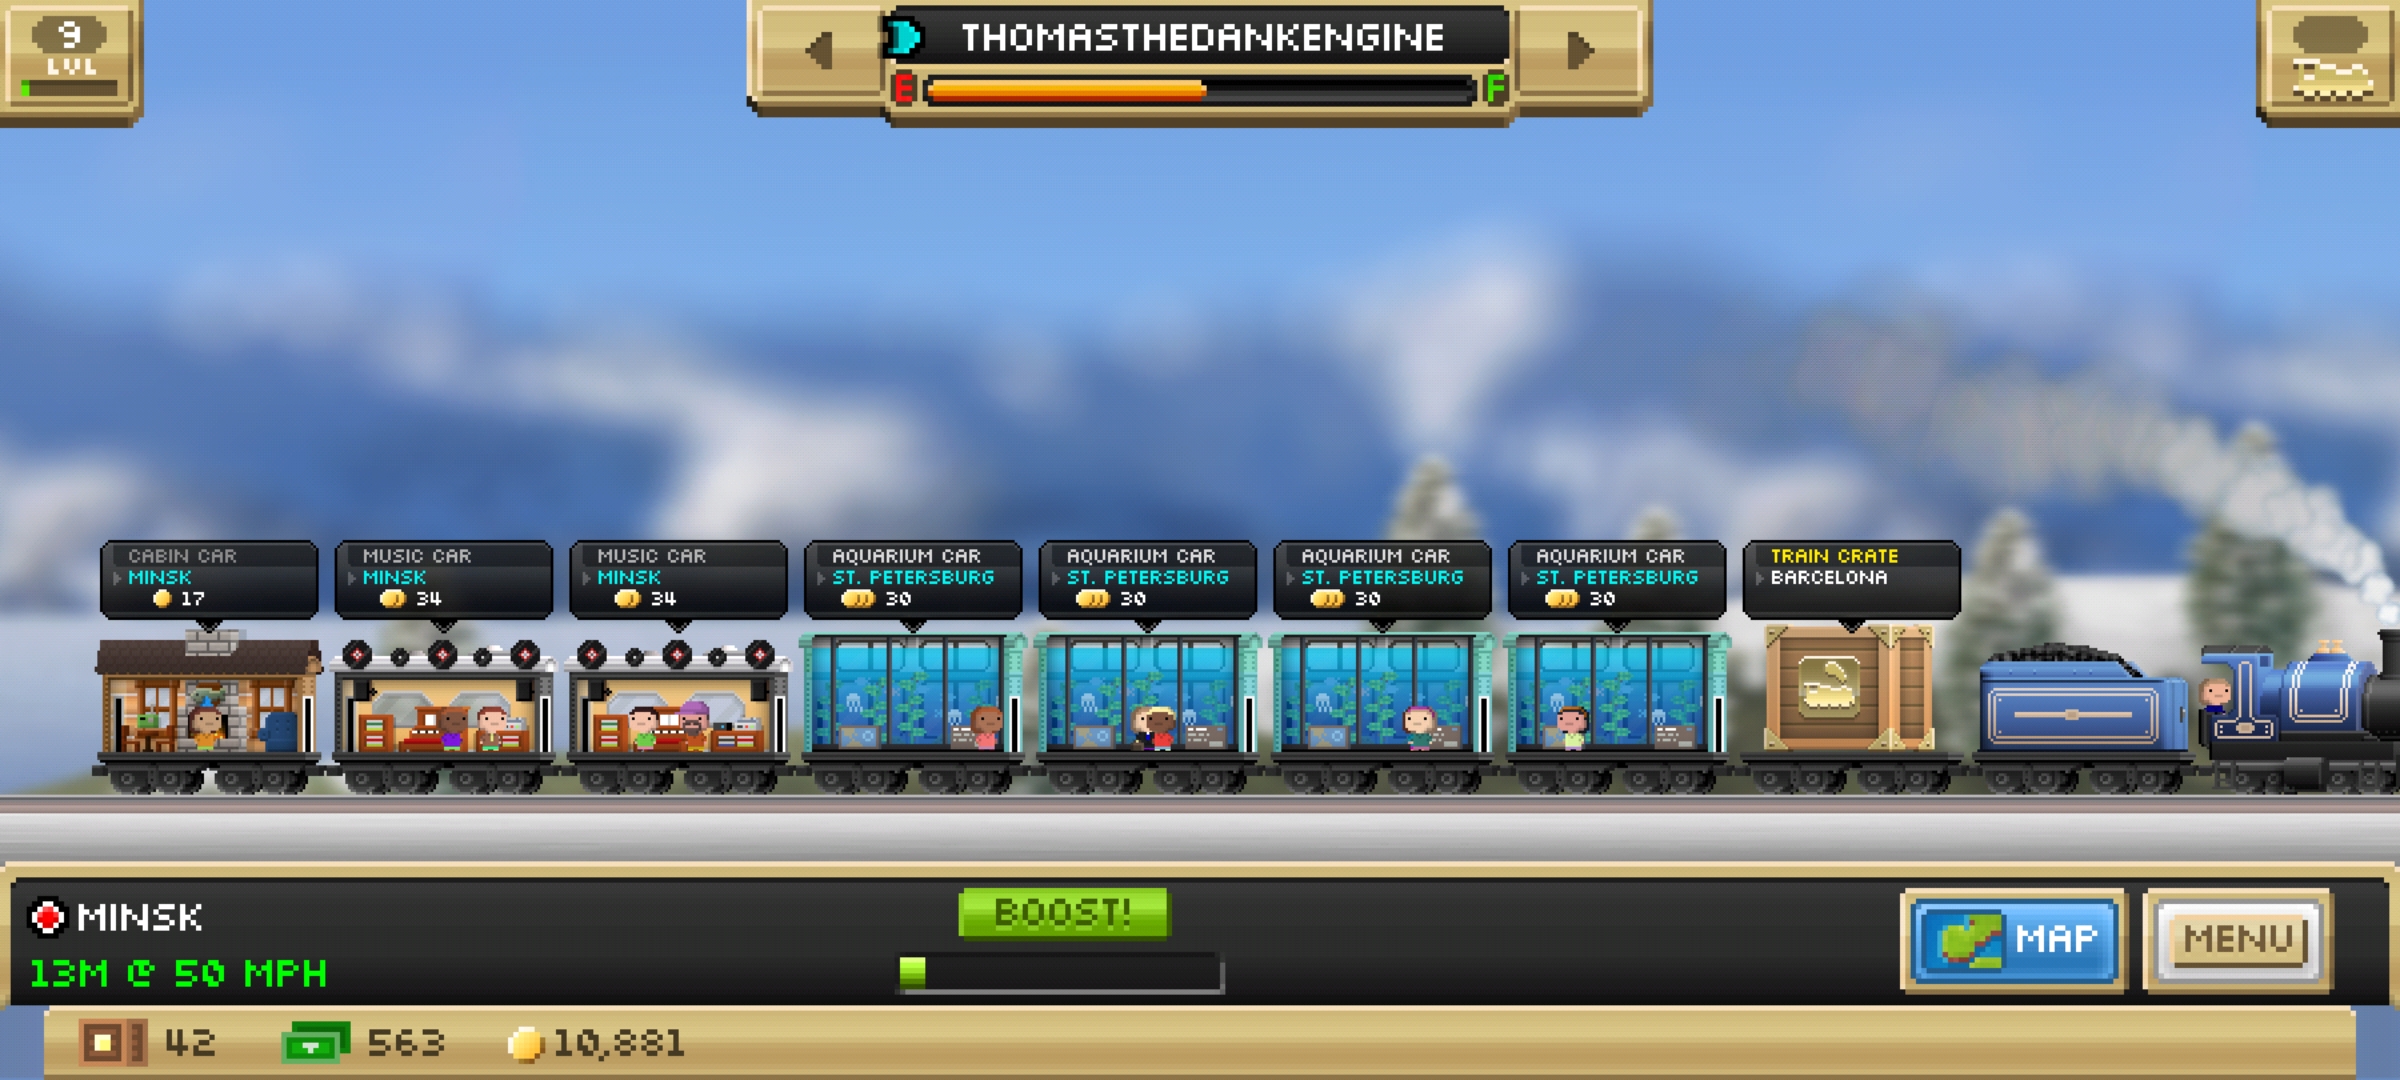 9
LVL
THOMASTHEDANKENGINE
E F
CABIN CAR
MINSK
17
MUSIC CAR
MINSK
34
MUSIC CAR
MINSK
34
AQUARIUM CAR
ST. PETERSBURG
30
AQUARIUM CAR
ST. PETERSBURG
30
AQUARIUM CAR
ST. PETERSBURG
30
AQUARIUM CAR
ST. PETERSBURG
30
TRAIN CRATE
BARCELONA
MINSK
13M @ 50 MPH
BOOST!
MAP
MENU
42 563 10,881